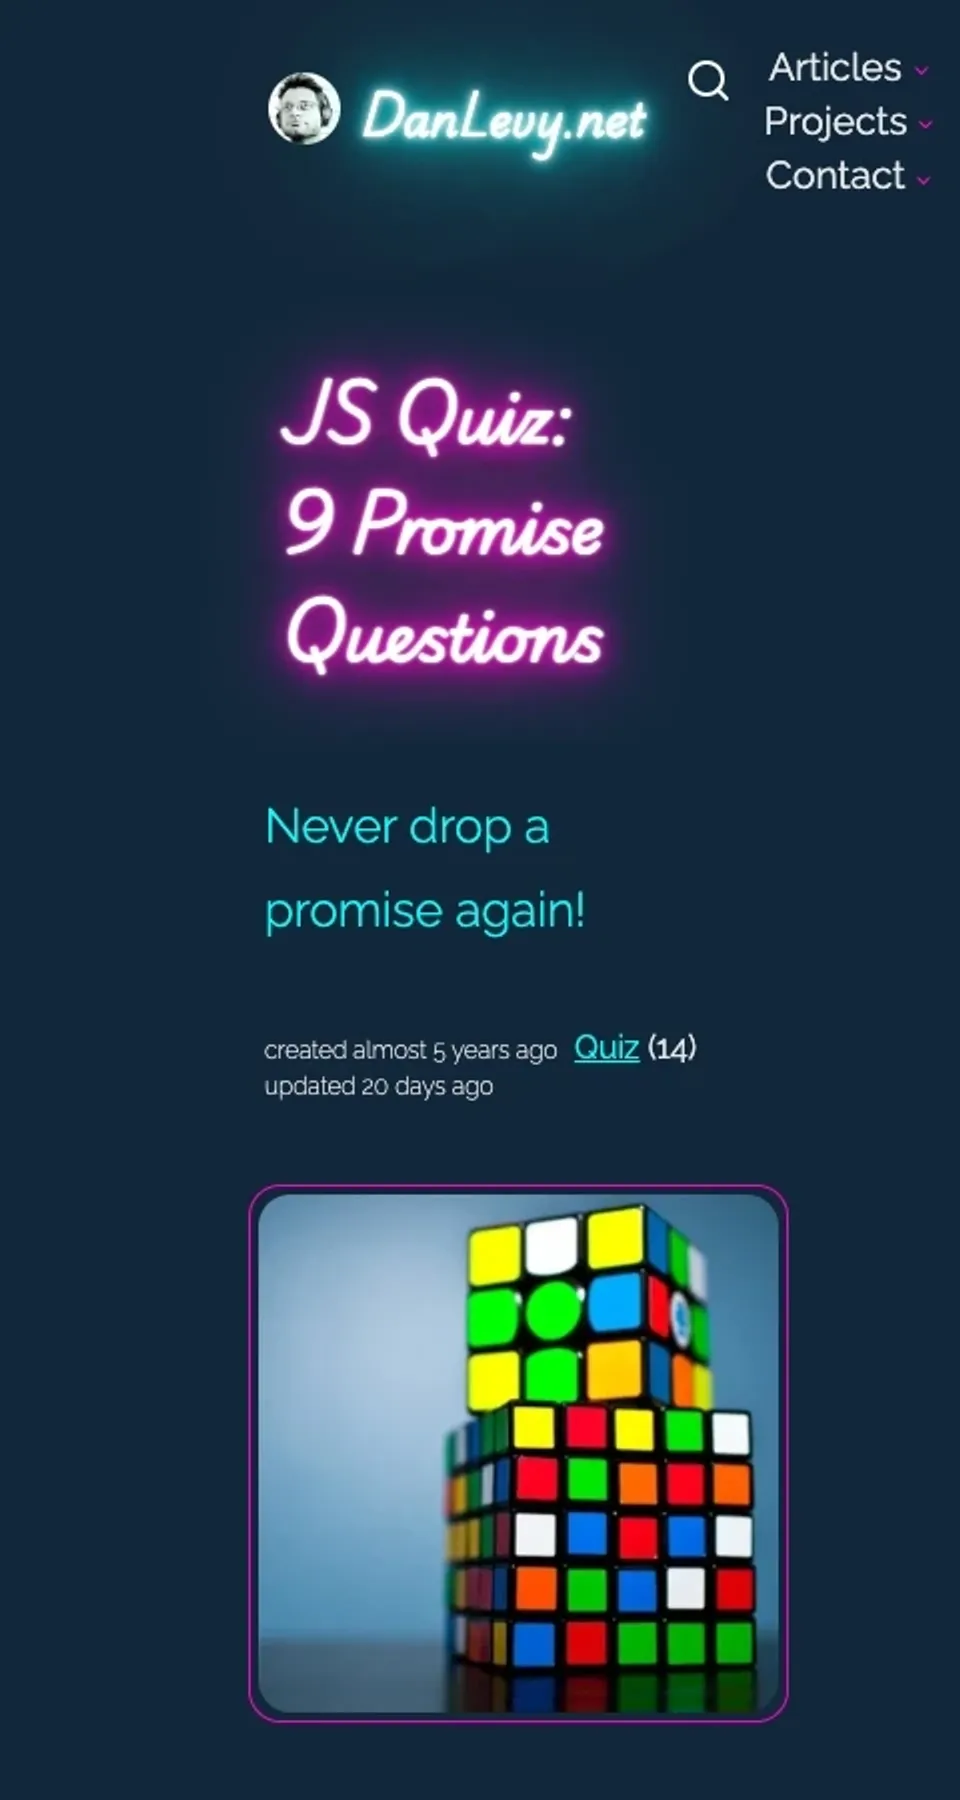 DanLevy.net
Articles
Projects
Contact
JS Quiz:
9 Promise
Questions
Never drop a
promise again!
created almost 5 years ago Quiz (14)
updated 20 days ago